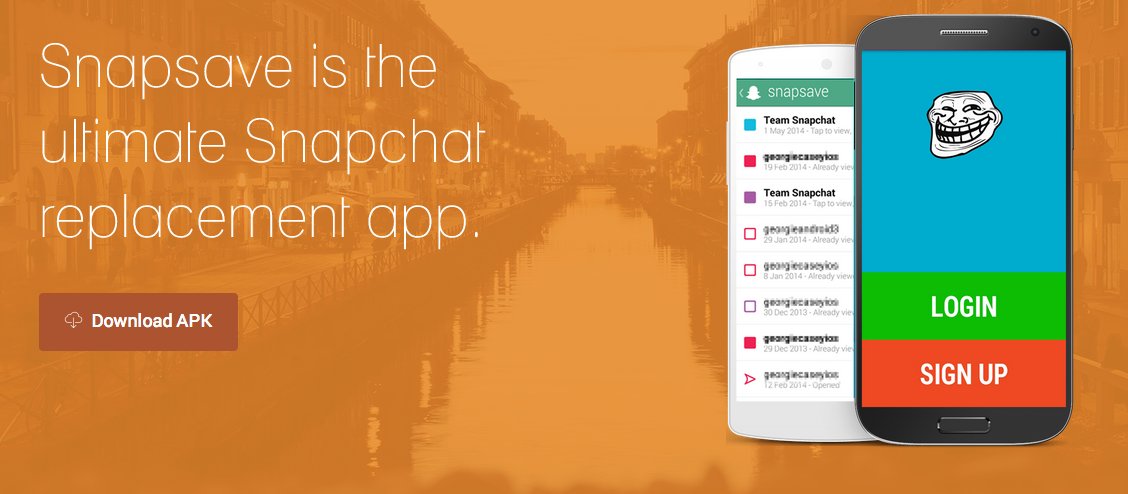 Snapsave is the
ultimate Snapchat
replacement app.
Download APK
snapsave
Team Snapchat
1 May 2014 - Tap to view,
19 Feb 2014 - Already view
Team Snapchat
15 Feb 2014 - Tap to view,
29 Jan 2014 - Already view
8 Jan 2014 - Already viewe
30 Dec 2013 - Already view
29 Dec 2013 - Already view
12 Feb 2014 - Opened
LOGIN
SIGN UP